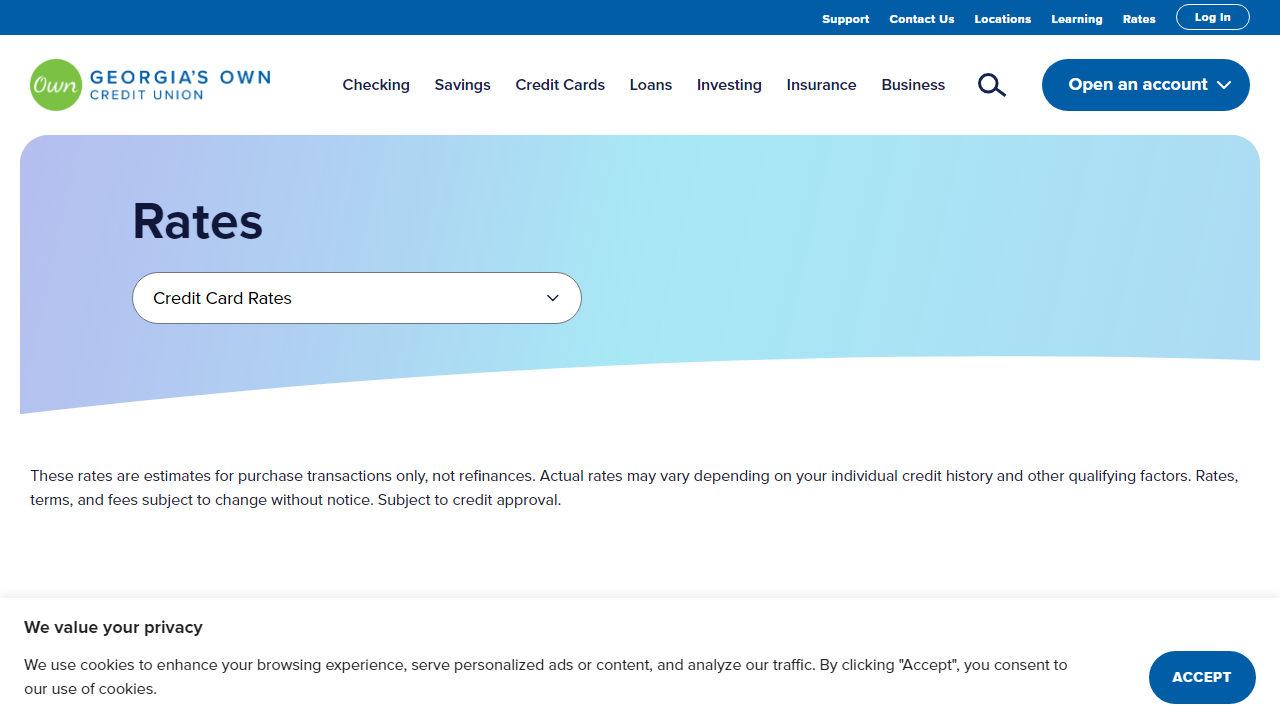 Support Contact Us Locations Learning Rates Log In
Own GEORGIA'S OWN
CREDIT UNION
Checking Savings Credit Cards Loans Investing Insurance Business Open an account
Rates
Credit Card Rates
These rates are estimates for purchase transactions only, not refinances. Actual rates may vary depending on your individual credit history and other qualifying factors. Rates,
terms, and fees subject to change without notice. Subject to credit approval.
We value your privacy
We use cookies to enhance your browsing experience, serve personalized ads or content, and analyze our traffic. By clicking "Accept", you consent to
our use of cookies.
ACCEPT